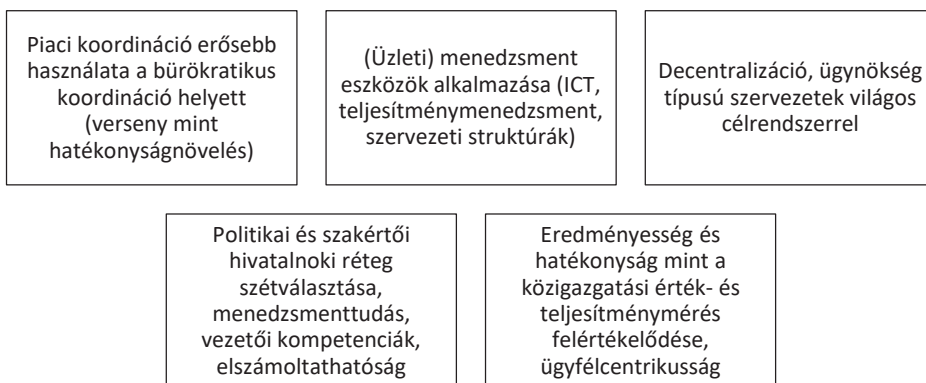 Piaci koordináció erősebb
használata a bürökratikus
koordináció helyett
(verseny mint
hatékonyságnövelés)
(Üzleti) menedzsment
eszközök alkalmazása (ICT,
teljesítménymenedzsment,
szervezeti struktúrák)
Decentralizáció, ügynökség
típusú szervezetek világos
célrendszerrel
Politikai és szakértői
hivatalnoki réteg
szétválasztása,
menedzsmenttudás,
vezetői kompetenciák,
elszámoltathatóság
Eredményesség és
hatékonyság mint a
közigazgatási érték- és
teljesítménymérés
felértékelődése,
ügyfélcentrikusság